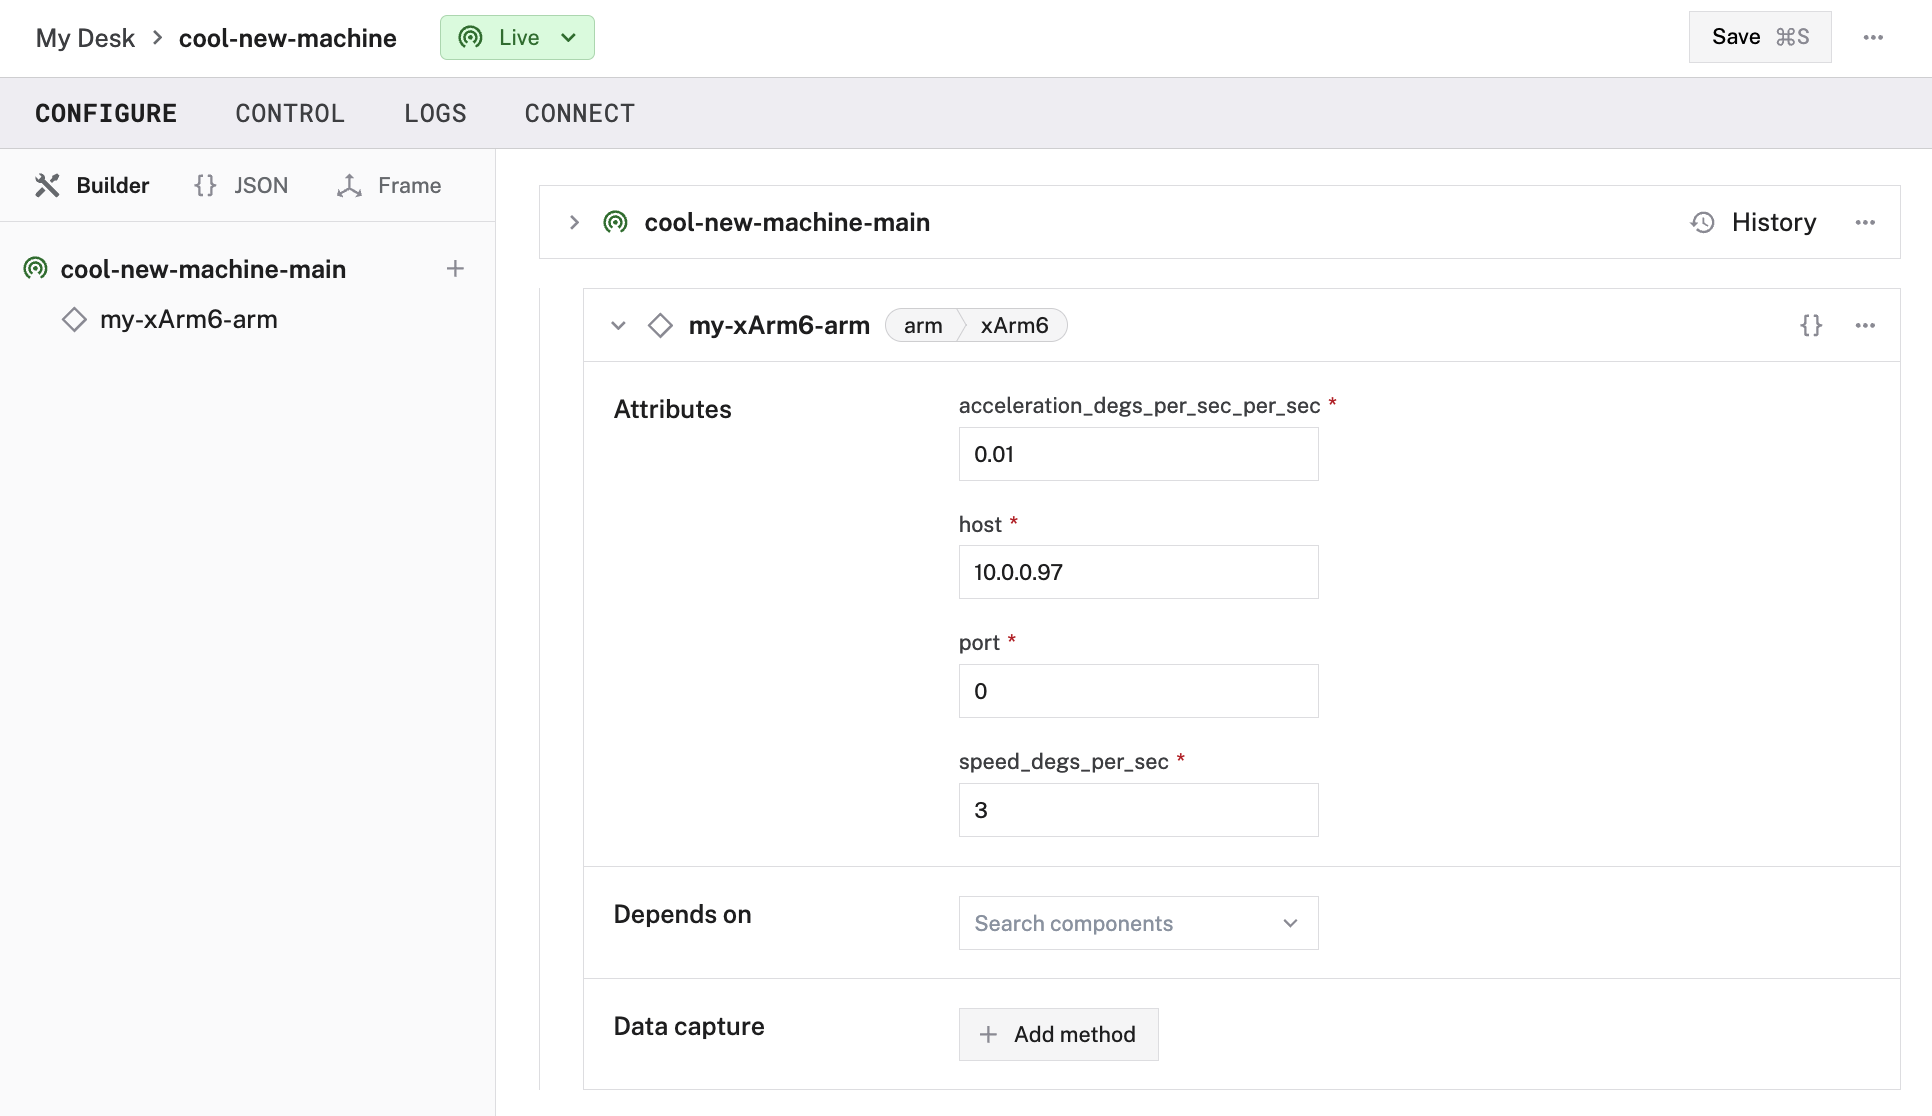 My Desk > cool-new-machine Live Save ⌘S ···
CONFIGURE CONTROL LOGS CONNECT
Builder {} JSON Frame
cool-new-machine-main +
my-xArm6-arm
cool-new-machine-main History ···
my-xArm6-arm arm xArm6 {} ···
Attributes
acceleration_degs_per_sec_per_sec *
0.01
host *
10.0.0.97
port *
0
speed_degs_per_sec *
3
Depends on
Search components
Data capture
+ Add method